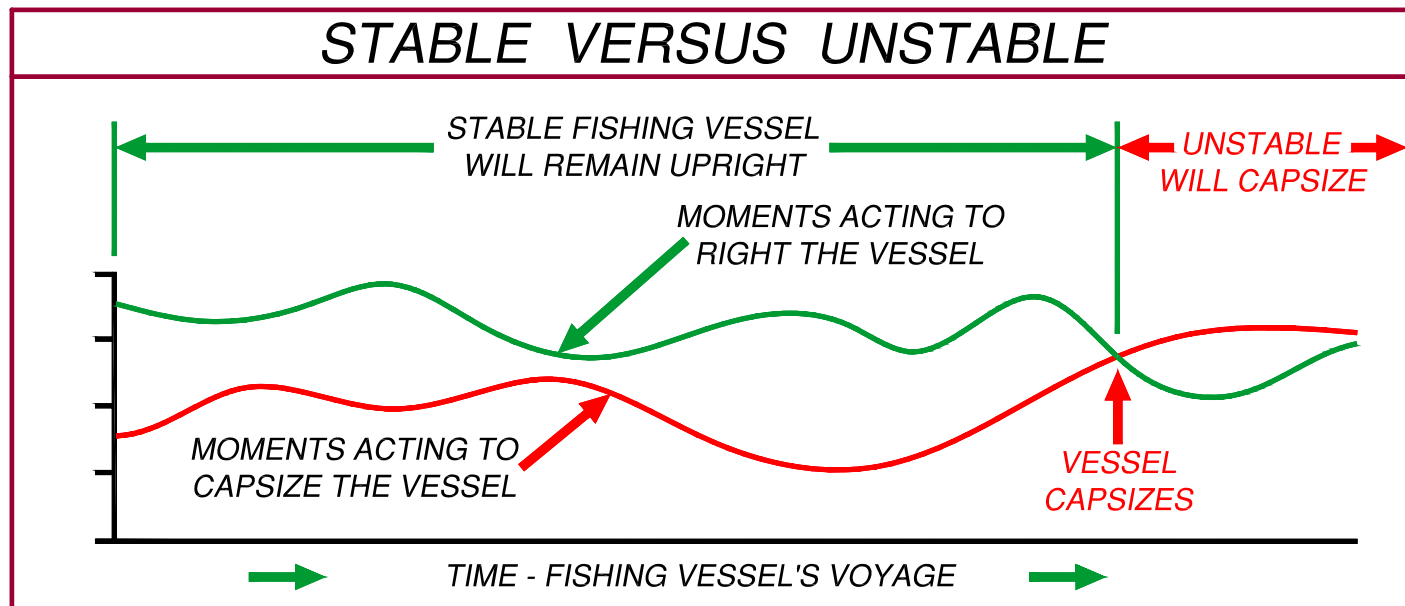 STABLE VERSUS UNSTABLE
STABLE FISHING VESSEL
WILL REMAIN UPRIGHT
UNSTABLE
WILL CAPSIZE
MOMENTS ACTING TO
RIGHT THE VESSEL
MOMENTS ACTING TO
CAPSIZE THE VESSEL
VESSEL
CAPSIZES
TIME - FISHING VESSEL'S VOYAGE